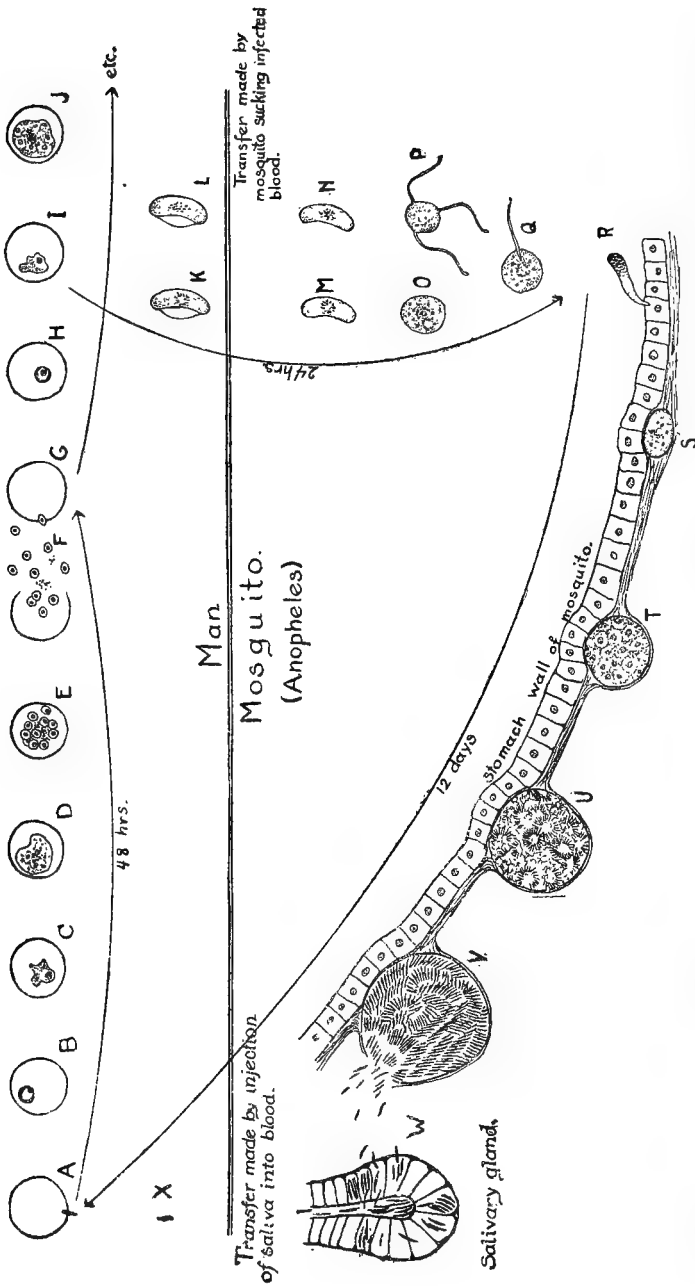 A B C D E F G H I J
48 hrs.
etc.
X
K L
Man
Mosquito.
(Anopheles)
Transfer made by injection
of saliva into blood.
Transfer made by
mosquito sucking infected
blood.
M N
O P
Q
R
24 hrs.
12 days
stomach wall of mosquito.
S
T
U
V
W
Salivary gland.